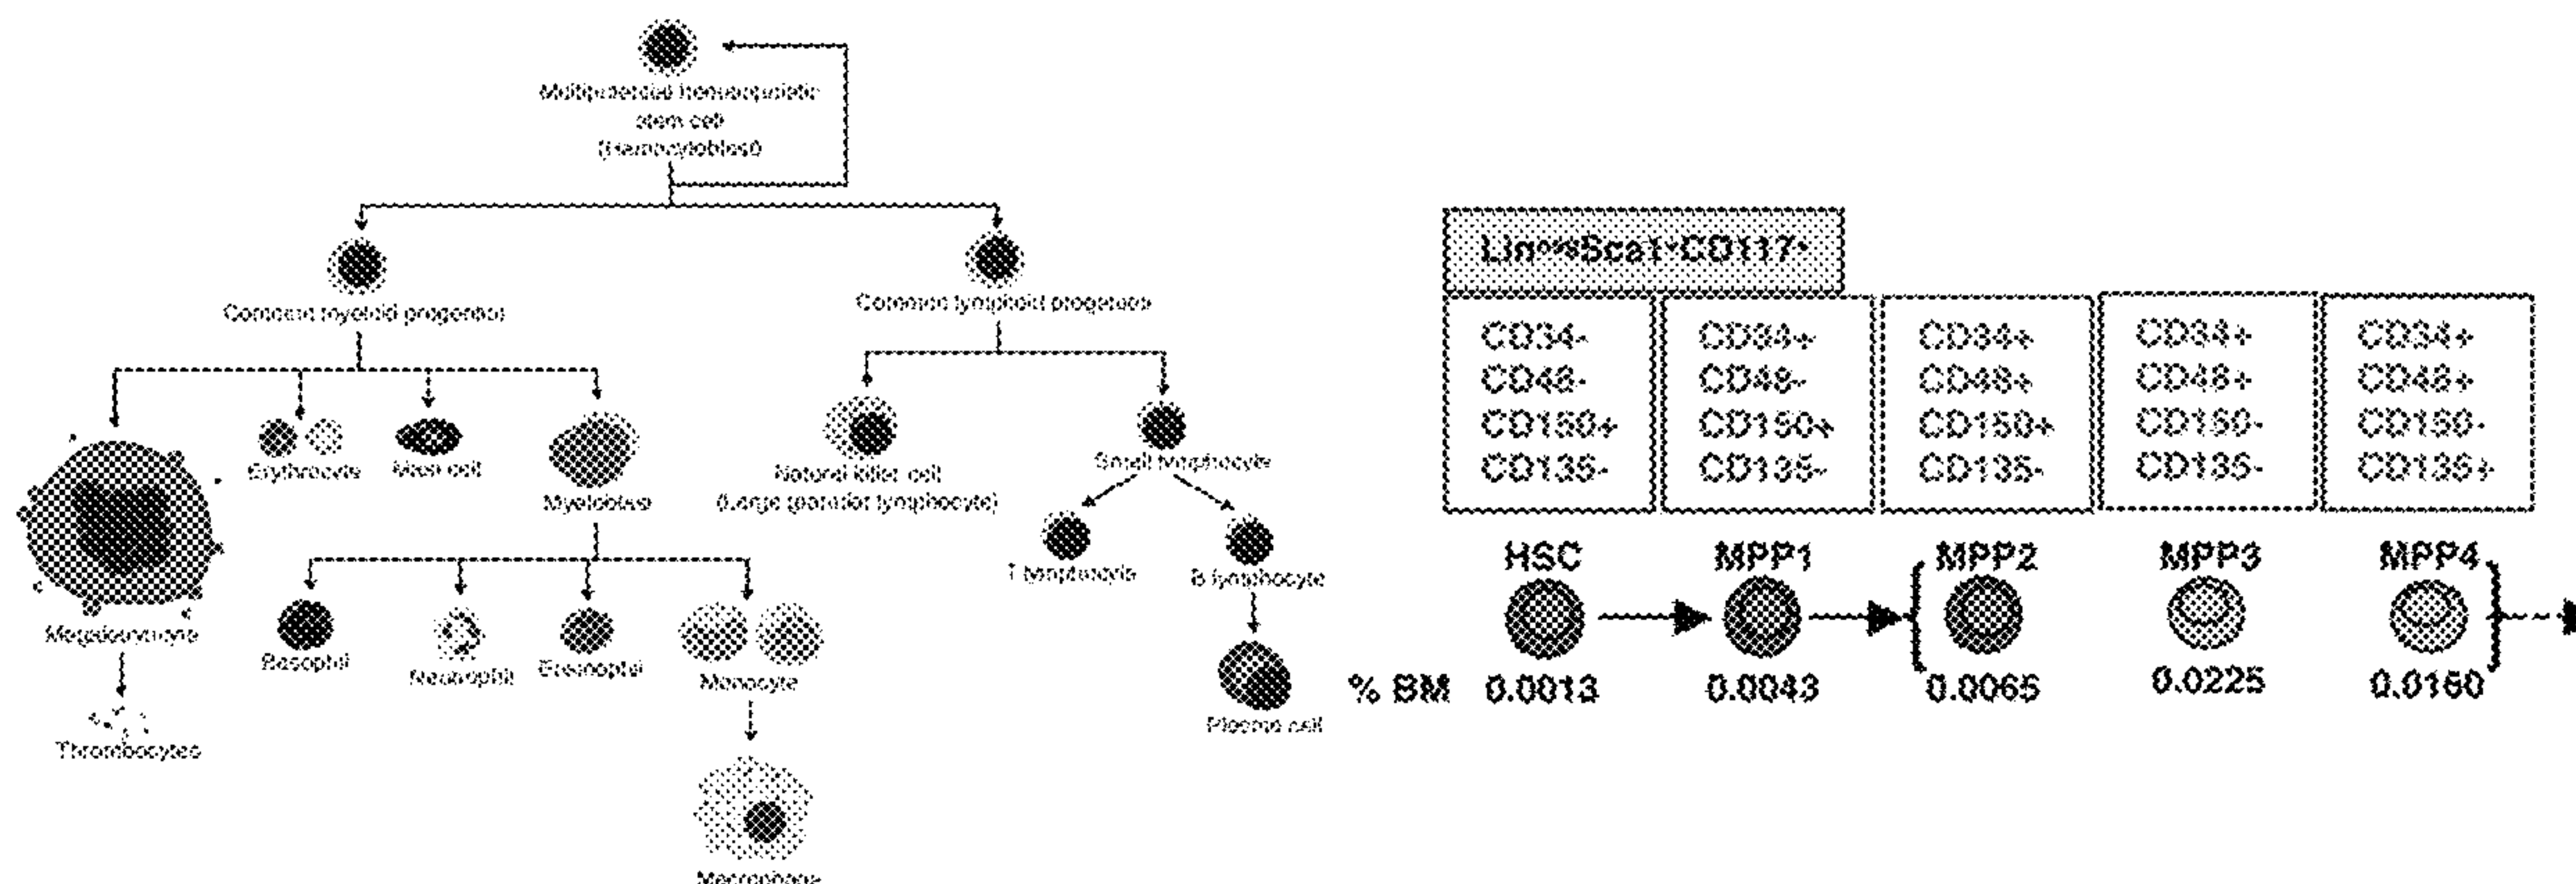 Multipotential hematopoietic
stem cell
(Hemocytoblast)
Common myeloid progenitor
Common lymphoid progenitor
Erythrocyte
Mast cell
Myeloblast
Natural killer cell
(Large granular lymphocyte)
Small lymphocyte
T lymphocyte
B lymphocyte
Megakaryocyte
Basophil
Neutrophil
Eosinophil
Monocyte
Plasma cell
Thrombocytes
Macrophage
LinnegSca1+CD117+
CD34-
CD48-
CD150+
CD135-
CD34+
CD48-
CD150+
CD135-
CD34+
CD48+
CD150+
CD135-
CD34+
CD48+
CD150-
CD135-
CD34+
CD48+
CD150-
CD135+
HSC MPP1 MPP2 MPP3 MPP4
% BM 0.0013 0.0043 0.0065 0.0225 0.0160